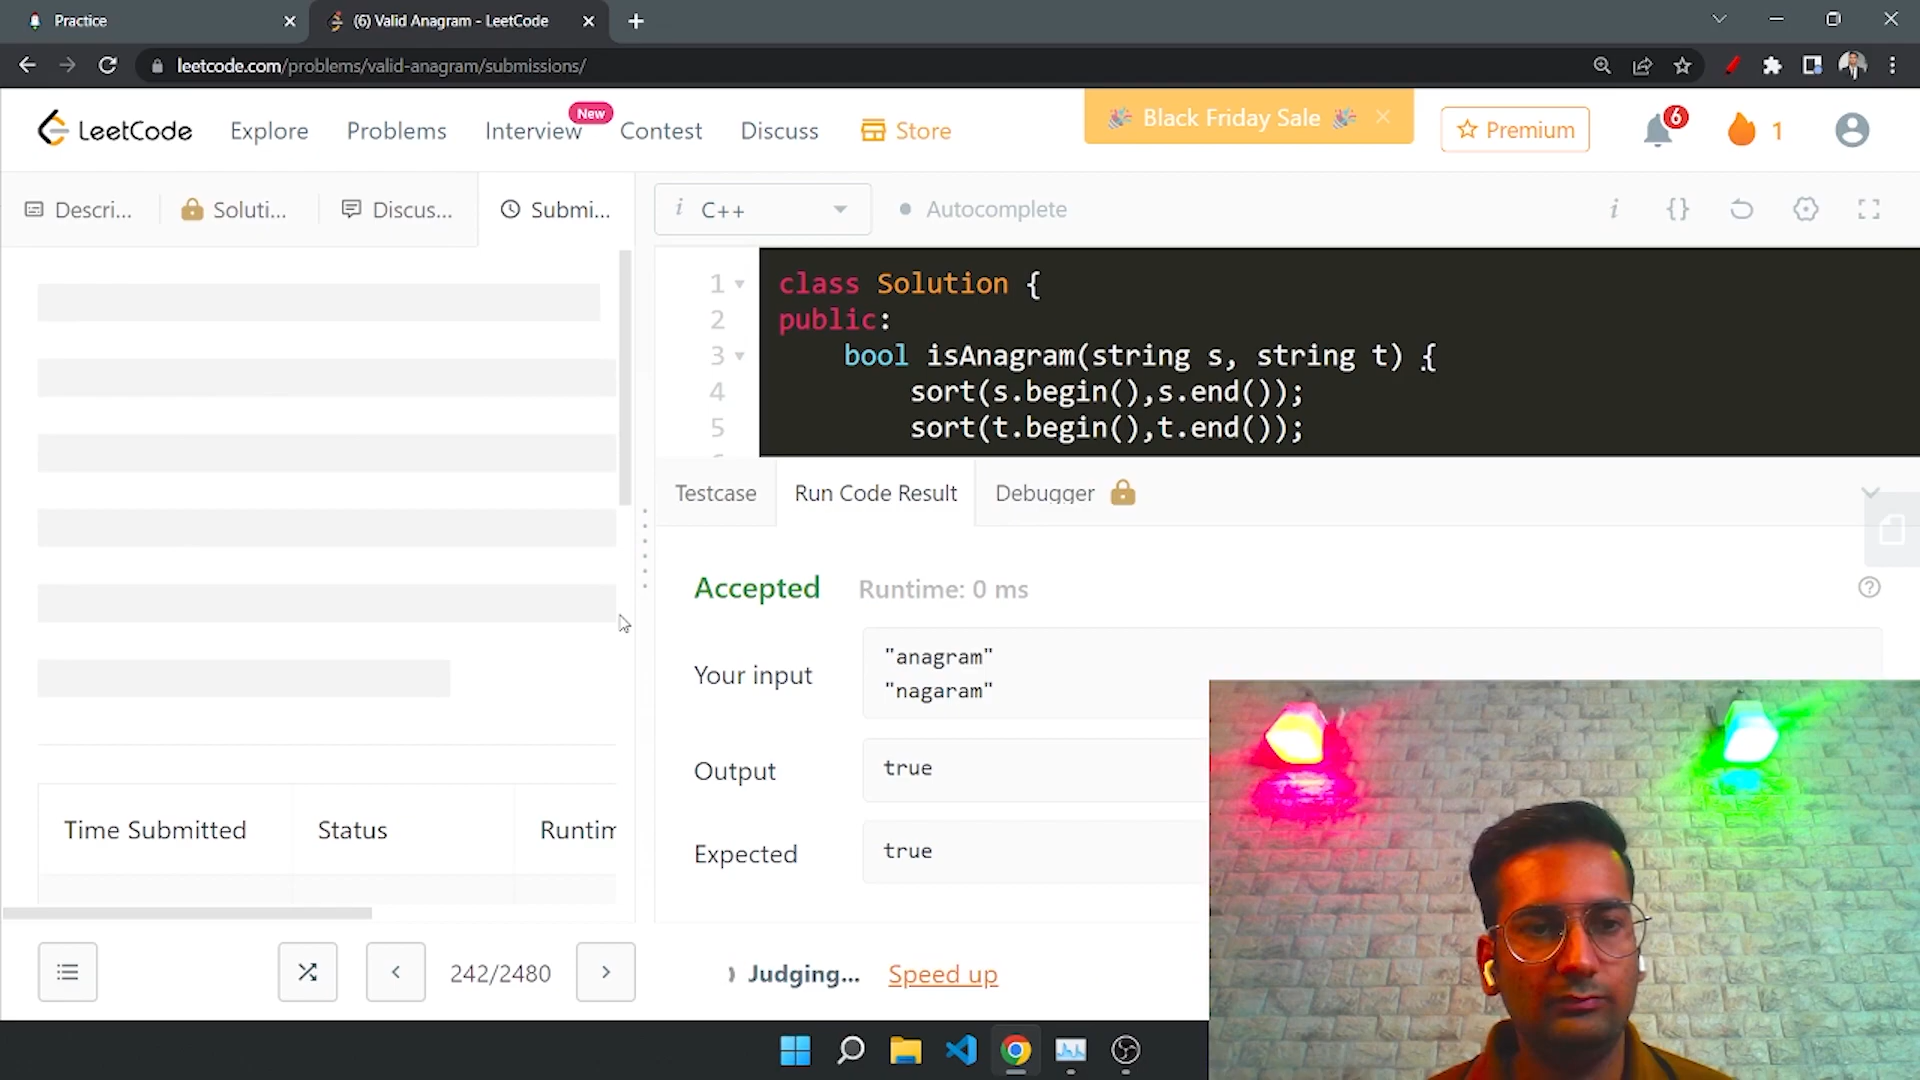 Practice
(6) Valid Anagram - LeetCode
leetcode.com/problems/valid-anagram/submissions/
LeetCode
Explore
Problems
Interview
New
Contest
Discuss
Store
🎉 Black Friday Sale 🎉
Premium
6
1
Descri...
Soluti...
Discus...
Submi...
i C++
Autocomplete
i {}
1 class Solution {
2 public:
3 bool isAnagram(string s, string t) {
4 sort(s.begin(),s.end());
5 sort(t.begin(),t.end());
Testcase
Run Code Result
Debugger
Accepted
Runtime: 0 ms
Your input
"anagram"
"nagaram"
Output
true
Expected
true
Time Submitted
Status
Runtim
242/2480
Judging...
Speed up